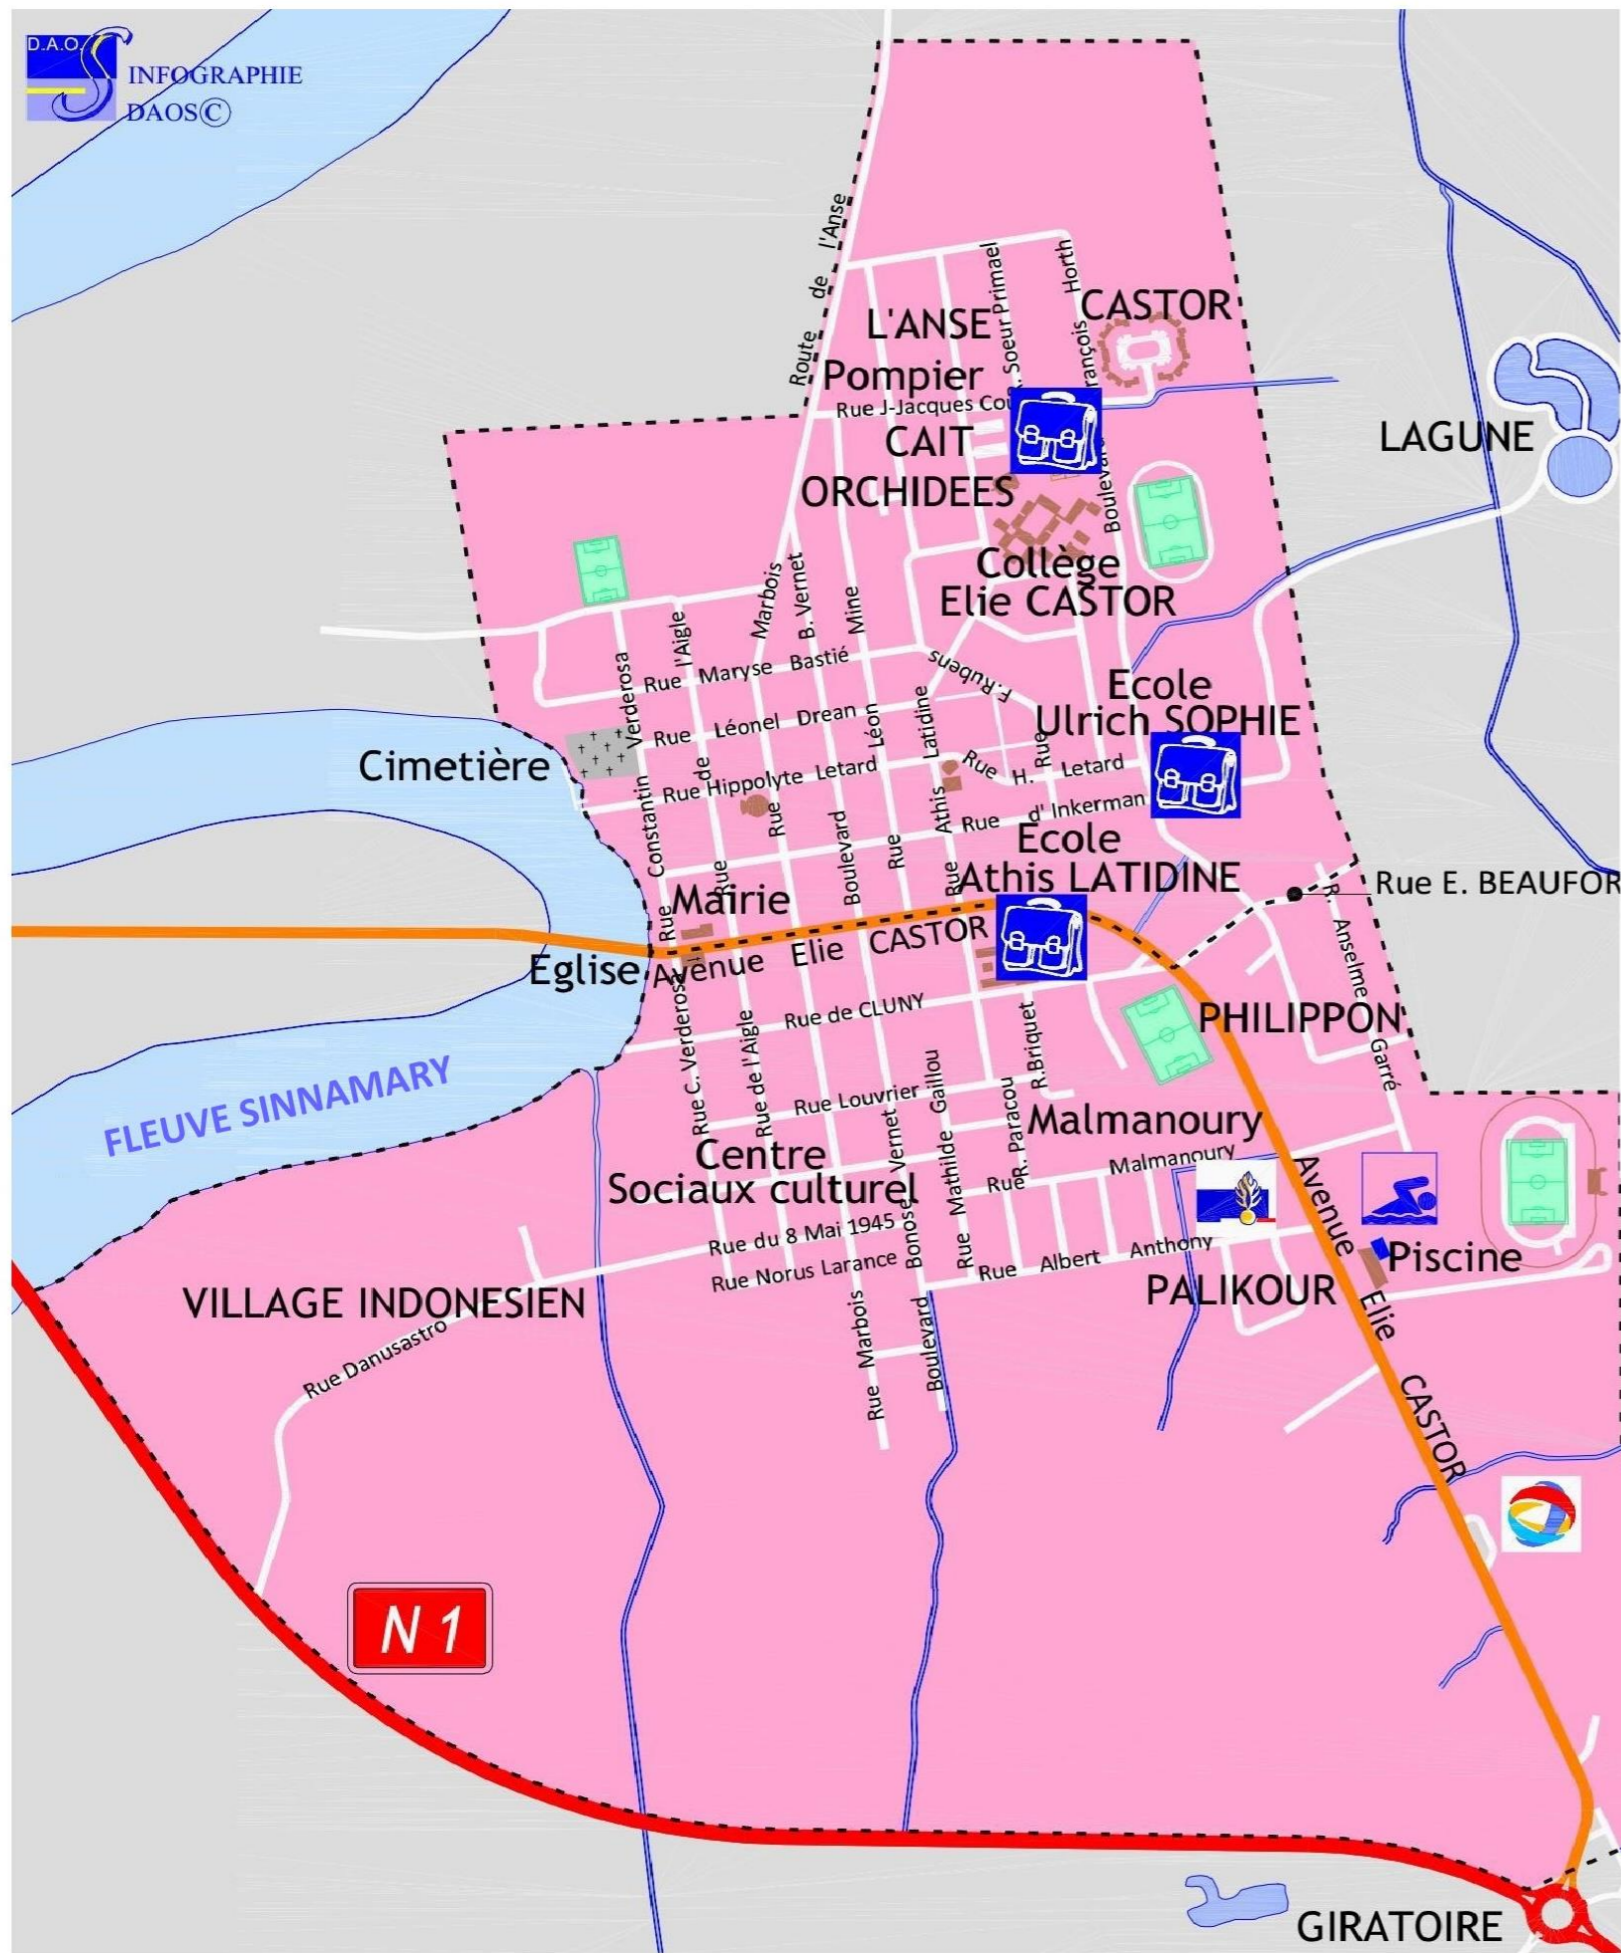 D.A.O.
S
INFOGRAPHIE
DAOS©
Route de l'Anse
R. Soeur Primael
Boulevard François Horth
CASTOR
L'ANSE
Pompier
Rue J-Jacques
CAIT
ORCHIDEES
LAGUNE
Collège
Elie CASTOR
Rue de Marbois
Boulevard B. Vernet
Rue Léon Mine
Rue de l'Aigle
Rue Constantin Verderosa
Rue Maryse Bastié
F.Rubens
Rue
Ecole
Ulrich SOPHIE
Rue Léonel Drean
Rue Athis Latidine
Cimetière
Rue Hippolyte Letard
Rue H. Letard
Rue d'Inkerman
Ecole
Athis LATIDINE
Rue E. BEAUFOR
Mairie
Eglise
Avenue Elie CASTOR
R. Anselme Garré
PHILIPPON
Rue de CLUNY
Rue C. Verderosa
Rue de l'Aigle
R.Briquet
FLEUVE SINNAMARY
Rue Louvrier
Rue Mathilde Gaillou
R. Paracou
Malmanoury
Centre
Sociaux culturel
Boulevard Bonose Vernet
Rue Malmanoury
Rue du 8 Mai 1945
Rue Norus Larance
Rue Albert Anthony
Avenue Elie CASTOR
Piscine
PALIKOUR
VILLAGE INDONESIEN
Rue Danusastro
Rue Marbois
N 1
GIRATOIRE